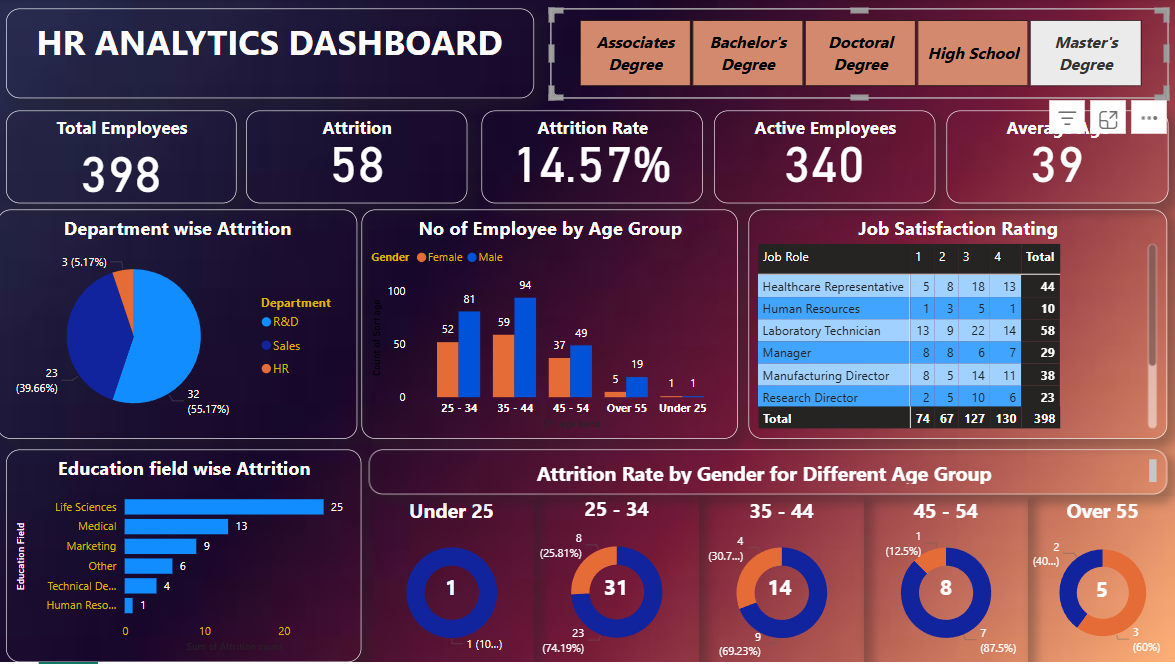 HR ANALYTICS DASHBOARD
Associates Degree
Bachelor's Degree
Doctoral Degree
High School
Master's Degree
Total Employees
398
Attrition
58
Attrition Rate
14.57%
Active Employees
340
Average Age
39
Department wise Attrition
3 (5.17%)
23
(39.66%)
32
(55.17%)
Department
R&D
Sales
HR
No of Employee by Age Group
Gender Female Male
100
50
0
52 81
59 94
37 49
5 19
1 1
25 - 34 35 - 44 45 - 54 Over 55 Under 25
Job Satisfaction Rating
Job Role 1 2 3 4 Total
Healthcare Representative 5 8 18 13 44
Human Resources 1 3 5 1 10
Laboratory Technician 13 9 22 14 58
Manager 8 8 6 7 29
Manufacturing Director 8 5 14 11 38
Research Director 2 5 10 6 23
Total 74 67 127 130 398
Education field wise Attrition
Education Field
Life Sciences 25
Medical 13
Marketing 9
Other 6
Technical De... 4
Human Reso... 1
0 10 20
Attrition Rate by Gender for Different Age Group
Under 25
1
1 (10...)
25 - 34
8
(25.81%)
31
23
(74.19%)
35 - 44
4
(30.7...)
14
9
(69.23%)
45 - 54
1
(12.5%)
8
7
(87.5%)
Over 55
2
(40...)
5
3
(60%)